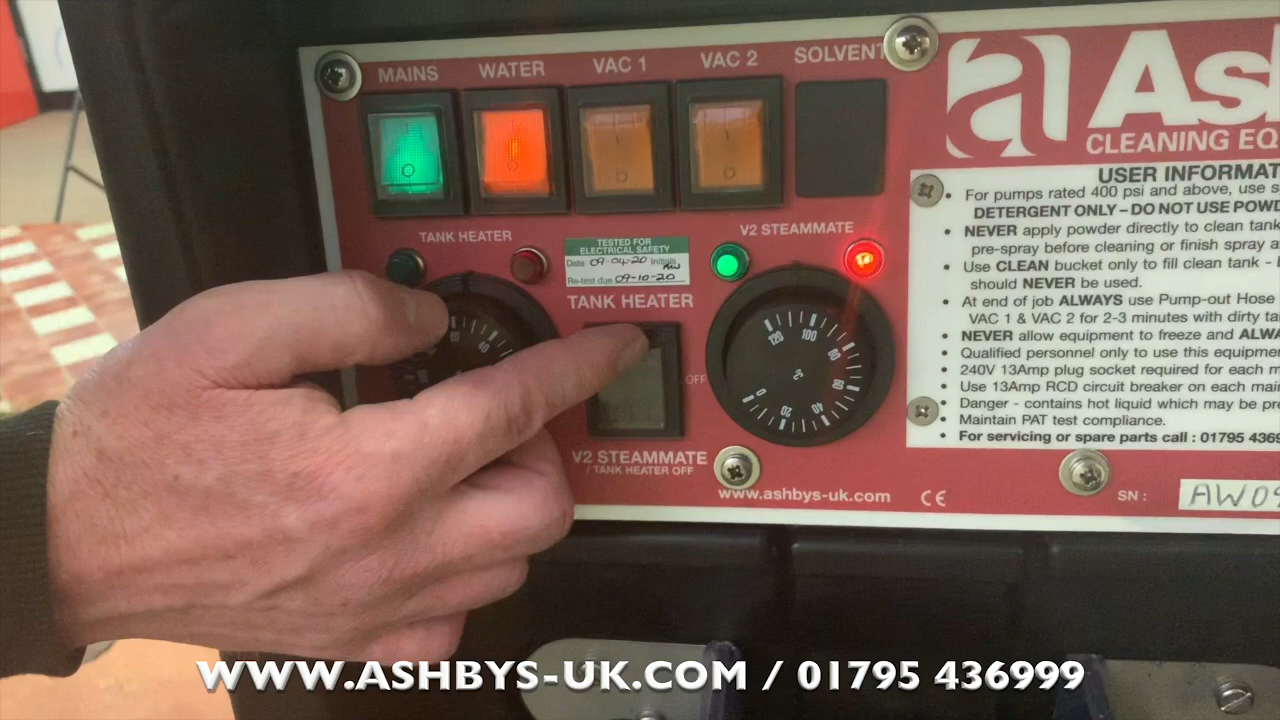 MAINS
WATER
VAC 1
VAC 2
SOLVENT
TANK HEATER
TESTED FOR
ELECTRICAL SAFETY
Date 09-04-20 Initials AW
Re-test due 09-10-20
V2 STEAMMATE
TANK HEATER
OFF
V2 STEAMMATE
/ TANK HEATER OFF
40
0
20
40
60
80
100
120
°C
www.ashbys-uk.com
CE
SN :
a Ash
CLEANING EQ
USER INFORMAT
• For pumps rated 400 psi and above, use s
DETERGENT ONLY – DO NOT USE POWD
• NEVER apply powder directly to clean tank
pre-spray before cleaning or finish spray a
• Use CLEAN bucket only to fill clean tank -
should NEVER be used.
• At end of job ALWAYS use Pump-out Hose
VAC 1 & VAC 2 for 2-3 minutes with dirty ta
• NEVER allow equipment to freeze and ALWA
• Qualified personnel only to use this equipme
• 240V 13Amp plug socket required for each m
• Use 13Amp RCD circuit breaker on each mai
• Danger - contains hot liquid which may be pre
• Maintain PAT test compliance.
• For servicing or spare parts call : 01795 436
WWW.ASHBYS-UK.COM / 01795 436999